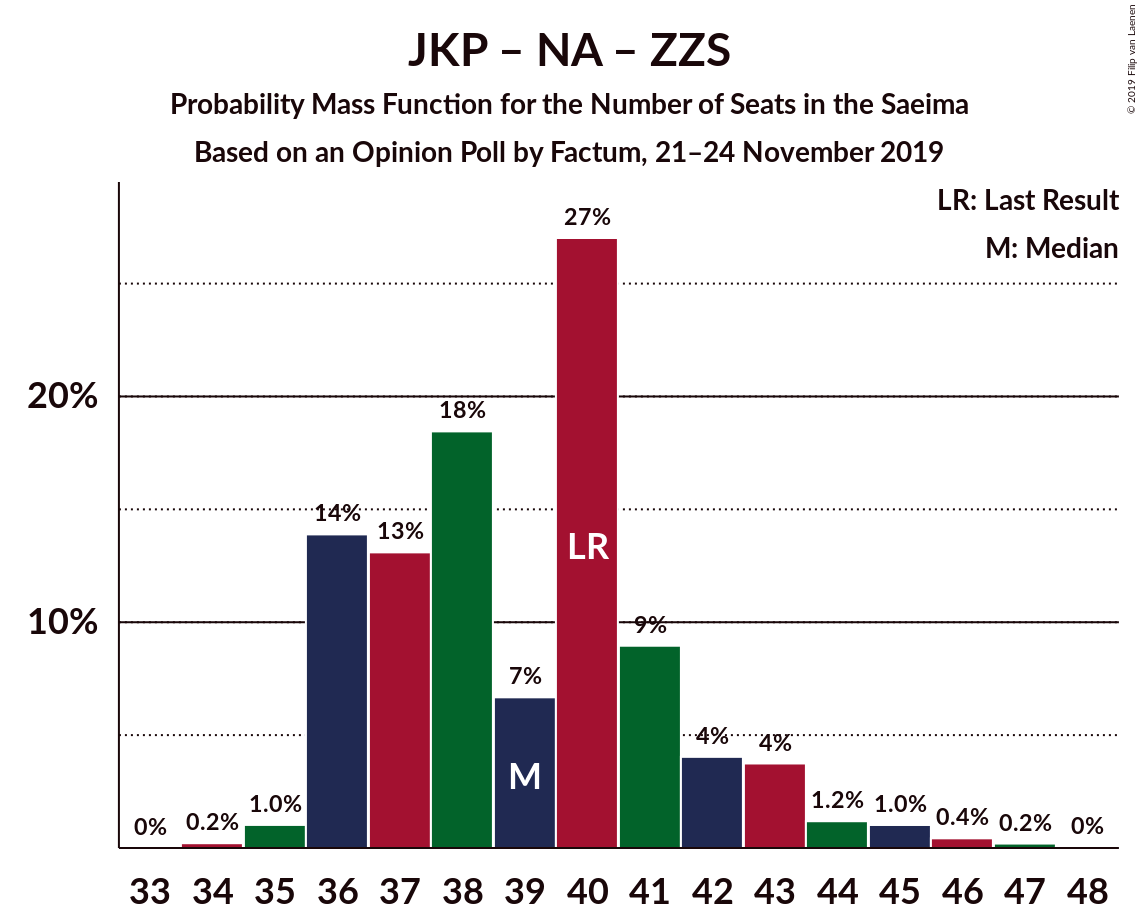 JKP – NA – ZZS
Probability Mass Function for the Number of Seats in the Saeima
Based on an Opinion Poll by Factum, 21–24 November 2019
© 2019 Filip van Laenen
LR: Last Result
M: Median
20%
10%
0%
0.2%
1.0%
14%
13%
18%
7%
27%
9%
4%
4%
1.2%
1.0%
0.4%
0.2%
0%
LR
M
33 34 35 36 37 38 39 40 41 42 43 44 45 46 47 48